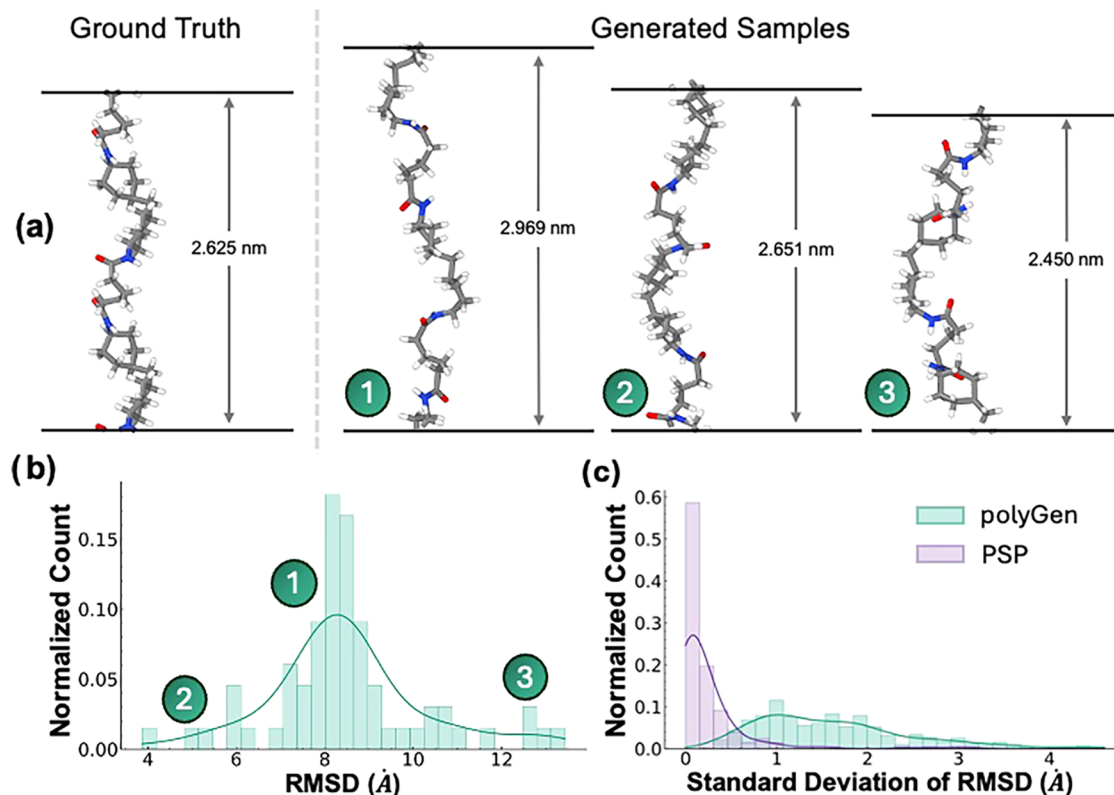 Ground Truth
Generated Samples
(a)
2.625 nm
2.969 nm
2.651 nm
2.450 nm
1
2
3
(b)
Normalized Count
0.15
0.10
0.05
0.00
1
2
3
4
6
8
10
12
RMSD (Å)
(c)
Normalized Count
0.6
0.5
0.4
0.3
0.2
0.1
0.0
polyGen
PSP
0
1
2
3
4
Standard Deviation of RMSD (Å)